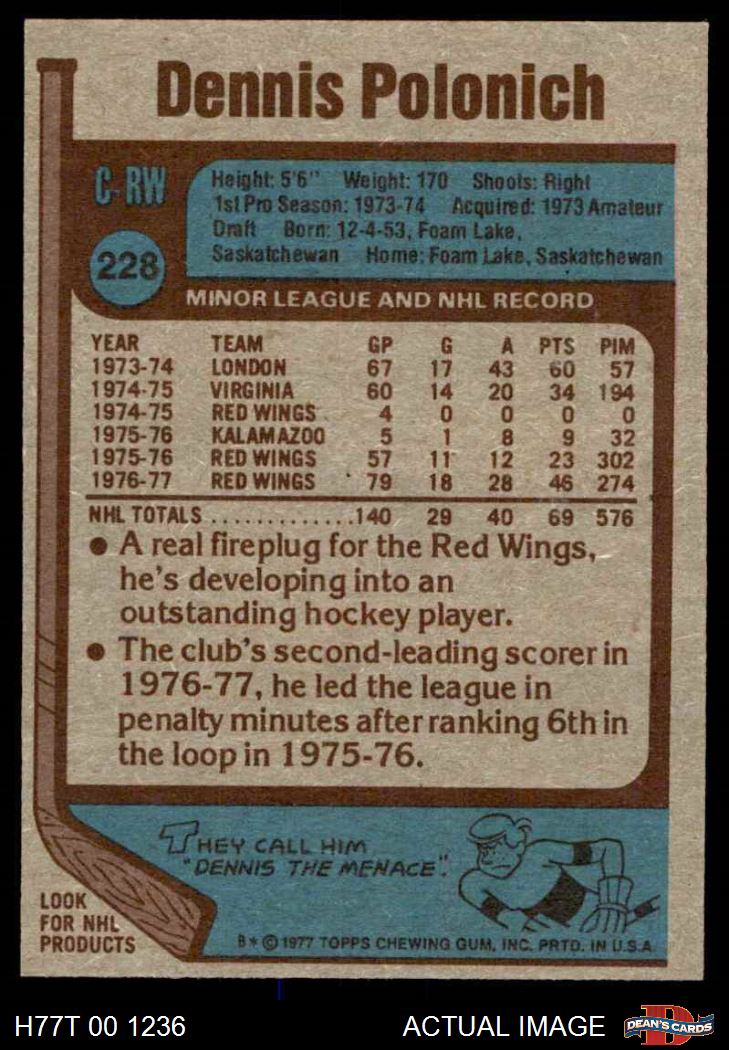 Dennis Polonich
C-RW
Height: 5'6" Weight: 170 Shoots: Right
1st Pro Season: 1973-74 Acquired: 1973 Amateur
Draft Born: 12-4-53, Foam Lake,
Saskatchewan Home: Foam Lake, Saskatchewan
228
MINOR LEAGUE AND NHL RECORD
YEAR TEAM GP G A PTS PIM
1973-74 LONDON 67 17 43 60 57
1974-75 VIRGINIA 60 14 20 34 194
1974-75 RED WINGS 4 0 0 0 0
1975-76 KALAMAZOO 5 1 8 9 32
1975-76 RED WINGS 57 11 12 23 302
1976-77 RED WINGS 79 18 28 46 274
NHL TOTALS .............140 29 40 69 576
● A real fireplug for the Red Wings,
he's developing into an
outstanding hockey player.
● The club's second-leading scorer in
1976-77, he led the league in
penalty minutes after ranking 6th in
the loop in 1975-76.
THEY CALL HIM
"DENNIS THE MENACE".
LOOK
FOR NHL
PRODUCTS
B* © 1977 TOPPS CHEWING GUM, INC. PRTD. IN U.S.A.
H77T 00 1236 ACTUAL IMAGE
DEAN'S CARDS